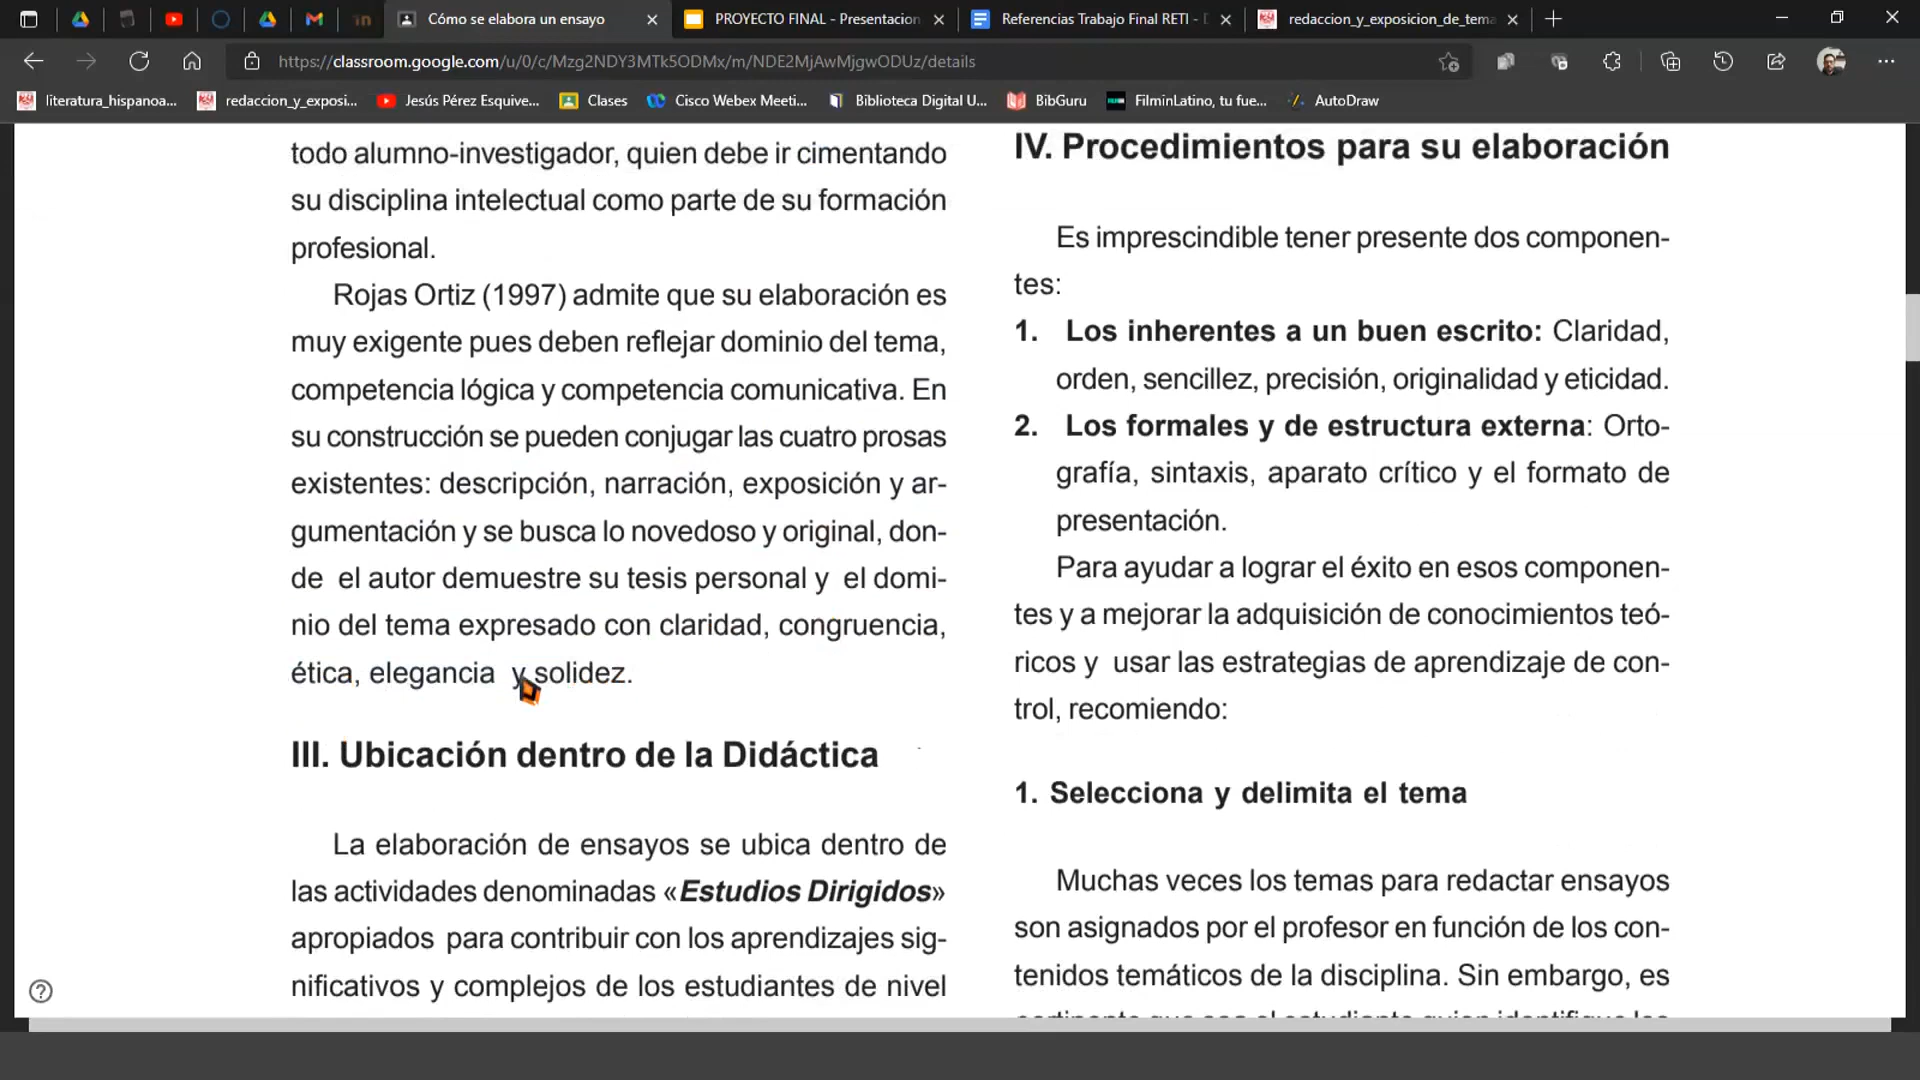 Cómo se elabora un ensayo
PROYECTO FINAL - Presentacion
Referencias Trabajo Final RETI - D
redaccion_y_exposicion_de_tema
https://classroom.google.com/u/0/c/Mzg2NDY3MTk5ODMx/m/NDE2MjAwMjgwODUz/details
literatura_hispanoa...
redaccion_y_exposi...
Jesús Pérez Esquive...
Clases
Cisco Webex Meeti...
Biblioteca Digital U...
BibGuru
FilminLatino, tu fue...
AutoDraw
todo alumno-investigador, quien debe ir cimentando
su disciplina intelectual como parte de su formación
profesional.
Rojas Ortiz (1997) admite que su elaboración es
muy exigente pues deben reflejar dominio del tema,
competencia lógica y competencia comunicativa. En
su construcción se pueden conjugar las cuatro prosas
existentes: descripción, narración, exposición y ar-
gumentación y se busca lo novedoso y original, don-
de el autor demuestre su tesis personal y el domi-
nio del tema expresado con claridad, congruencia,
ética, elegancia y solidez.
III. Ubicación dentro de la Didáctica
La elaboración de ensayos se ubica dentro de
las actividades denominadas «Estudios Dirigidos»
apropiados para contribuir con los aprendizajes sig-
nificativos y complejos de los estudiantes de nivel
IV. Procedimientos para su elaboración
Es imprescindible tener presente dos componen-
tes:
1. Los inherentes a un buen escrito: Claridad,
orden, sencillez, precisión, originalidad y eticidad.
2. Los formales y de estructura externa: Orto-
grafía, sintaxis, aparato crítico y el formato de
presentación.
Para ayudar a lograr el éxito en esos componen-
tes y a mejorar la adquisición de conocimientos teó-
ricos y usar las estrategias de aprendizaje de con-
trol, recomiendo:
1. Selecciona y delimita el tema
Muchas veces los temas para redactar ensayos
son asignados por el profesor en función de los con-
tenidos temáticos de la disciplina. Sin embargo, es